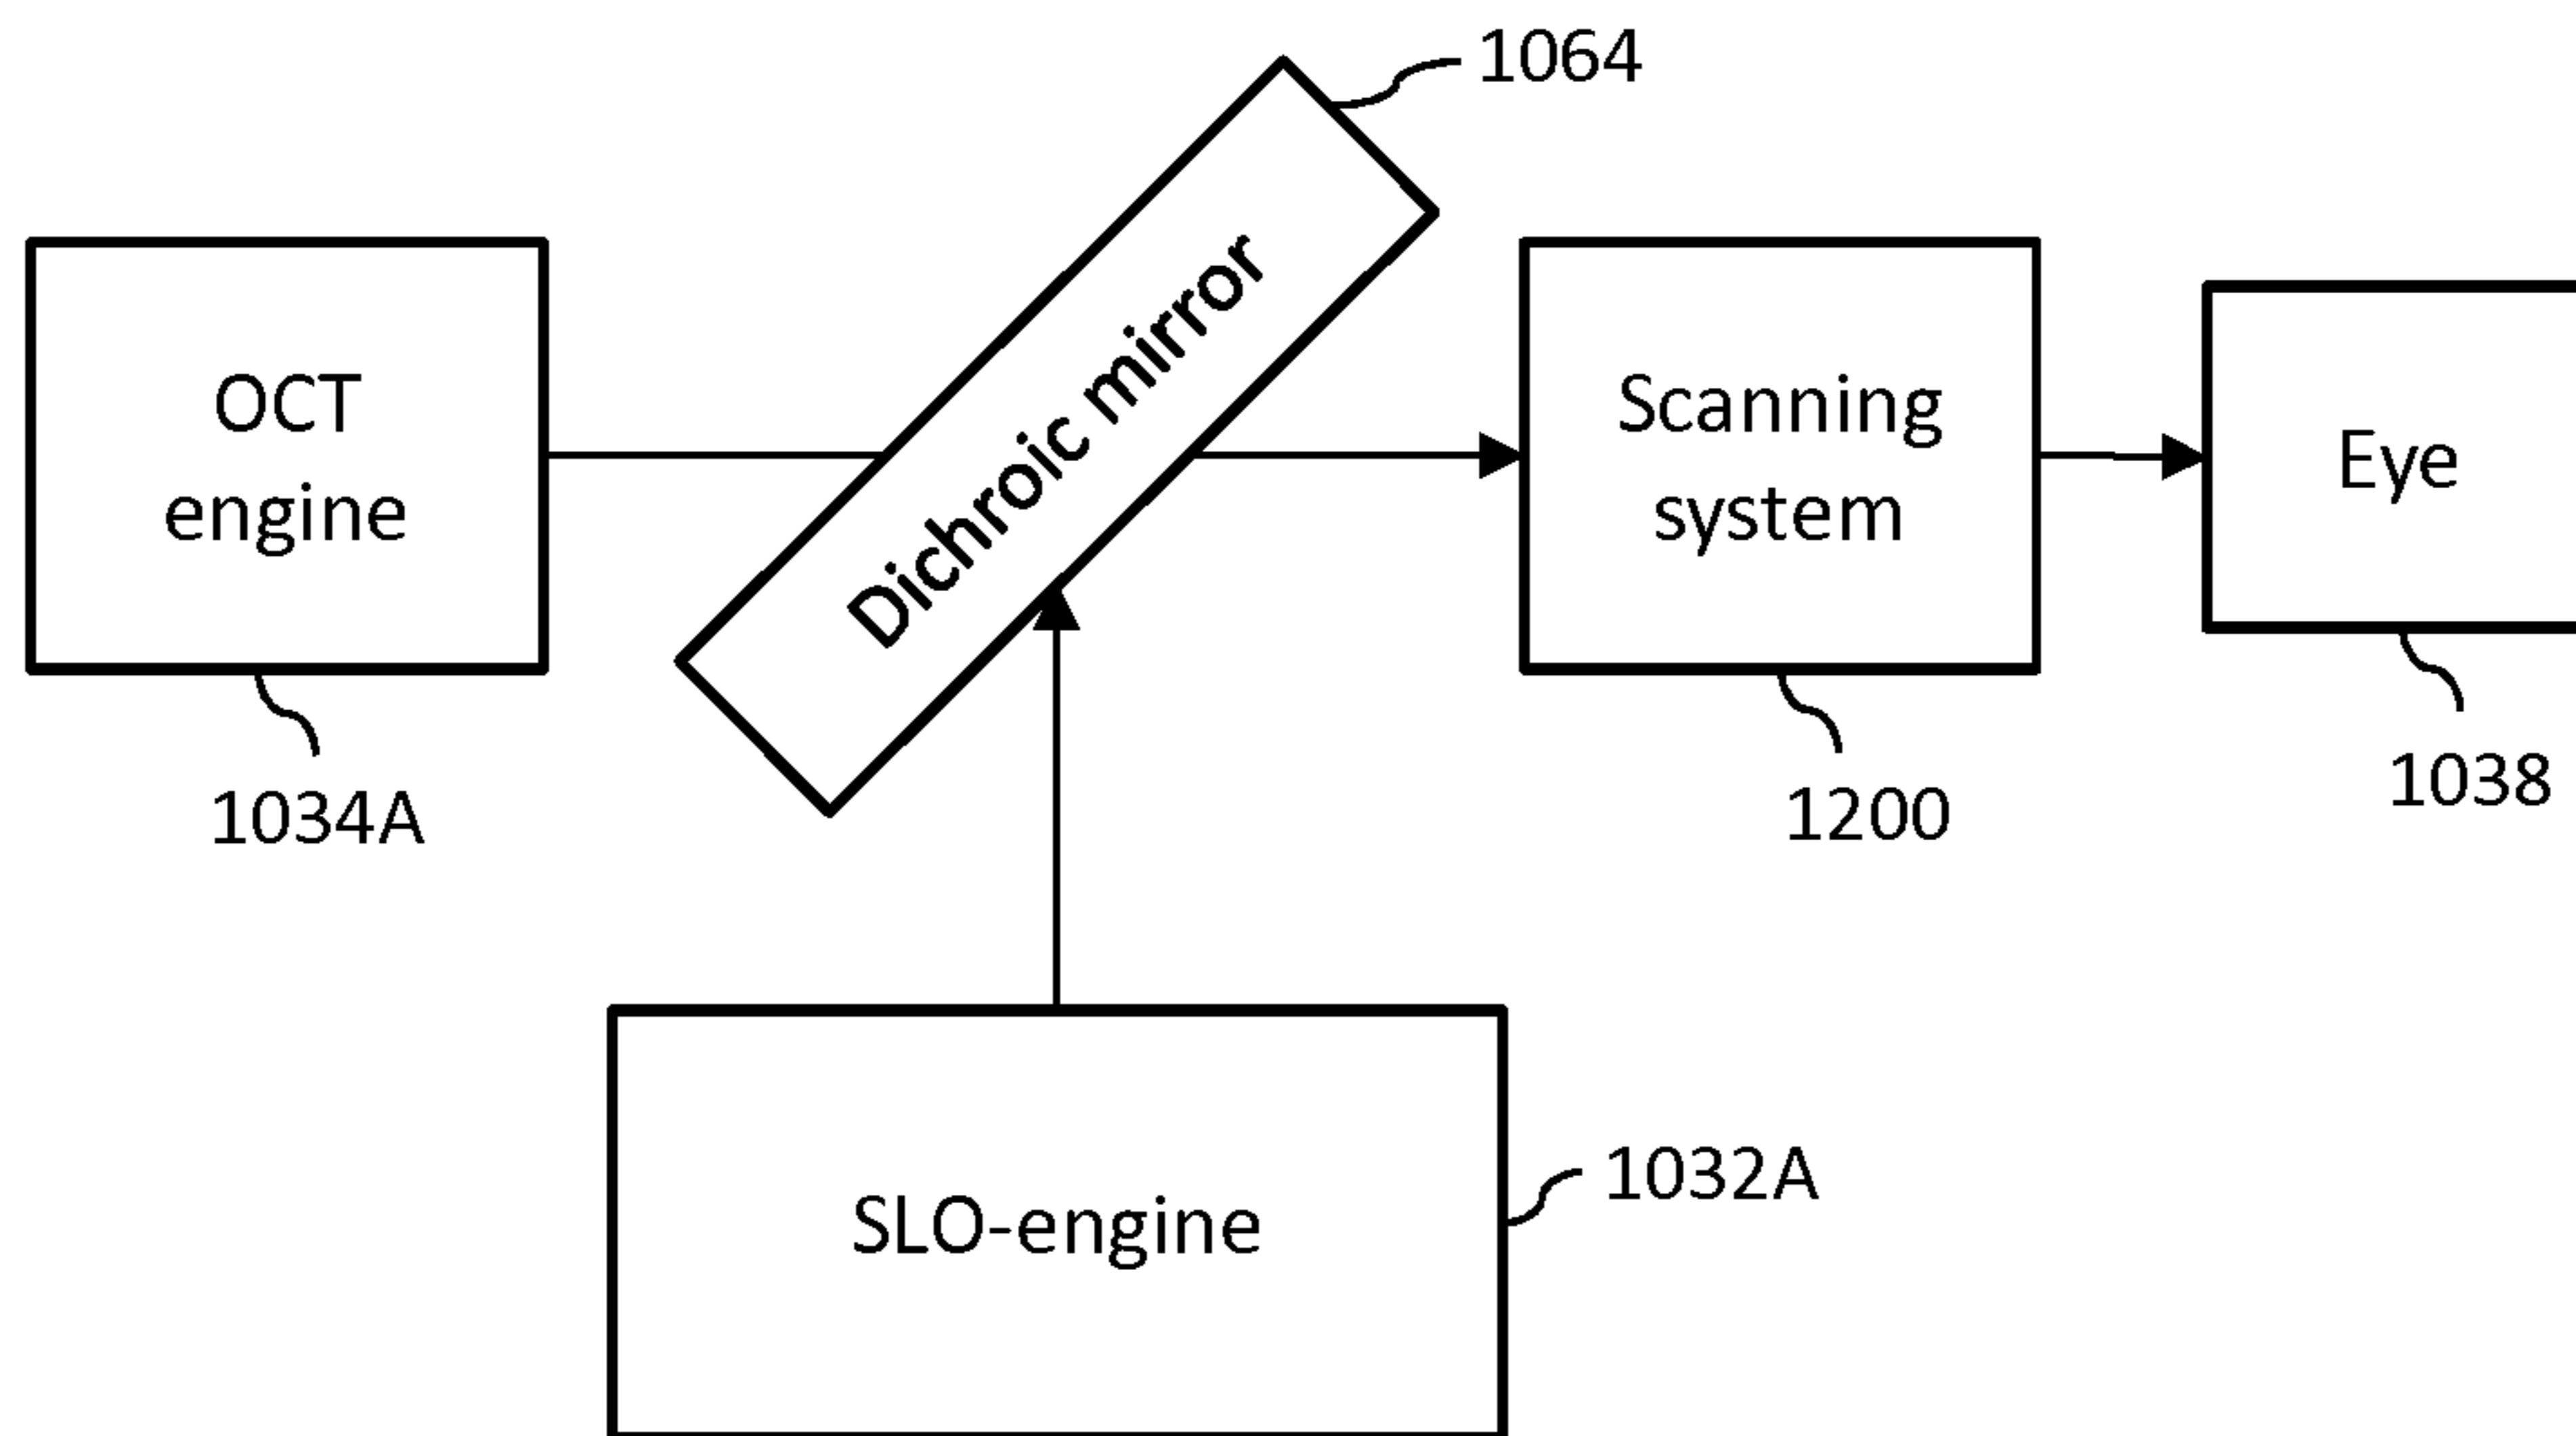 1064
Dichroic mirror
OCT
engine
Scanning
system
Eye
1034A
1200
1038
SLO-engine
1032A